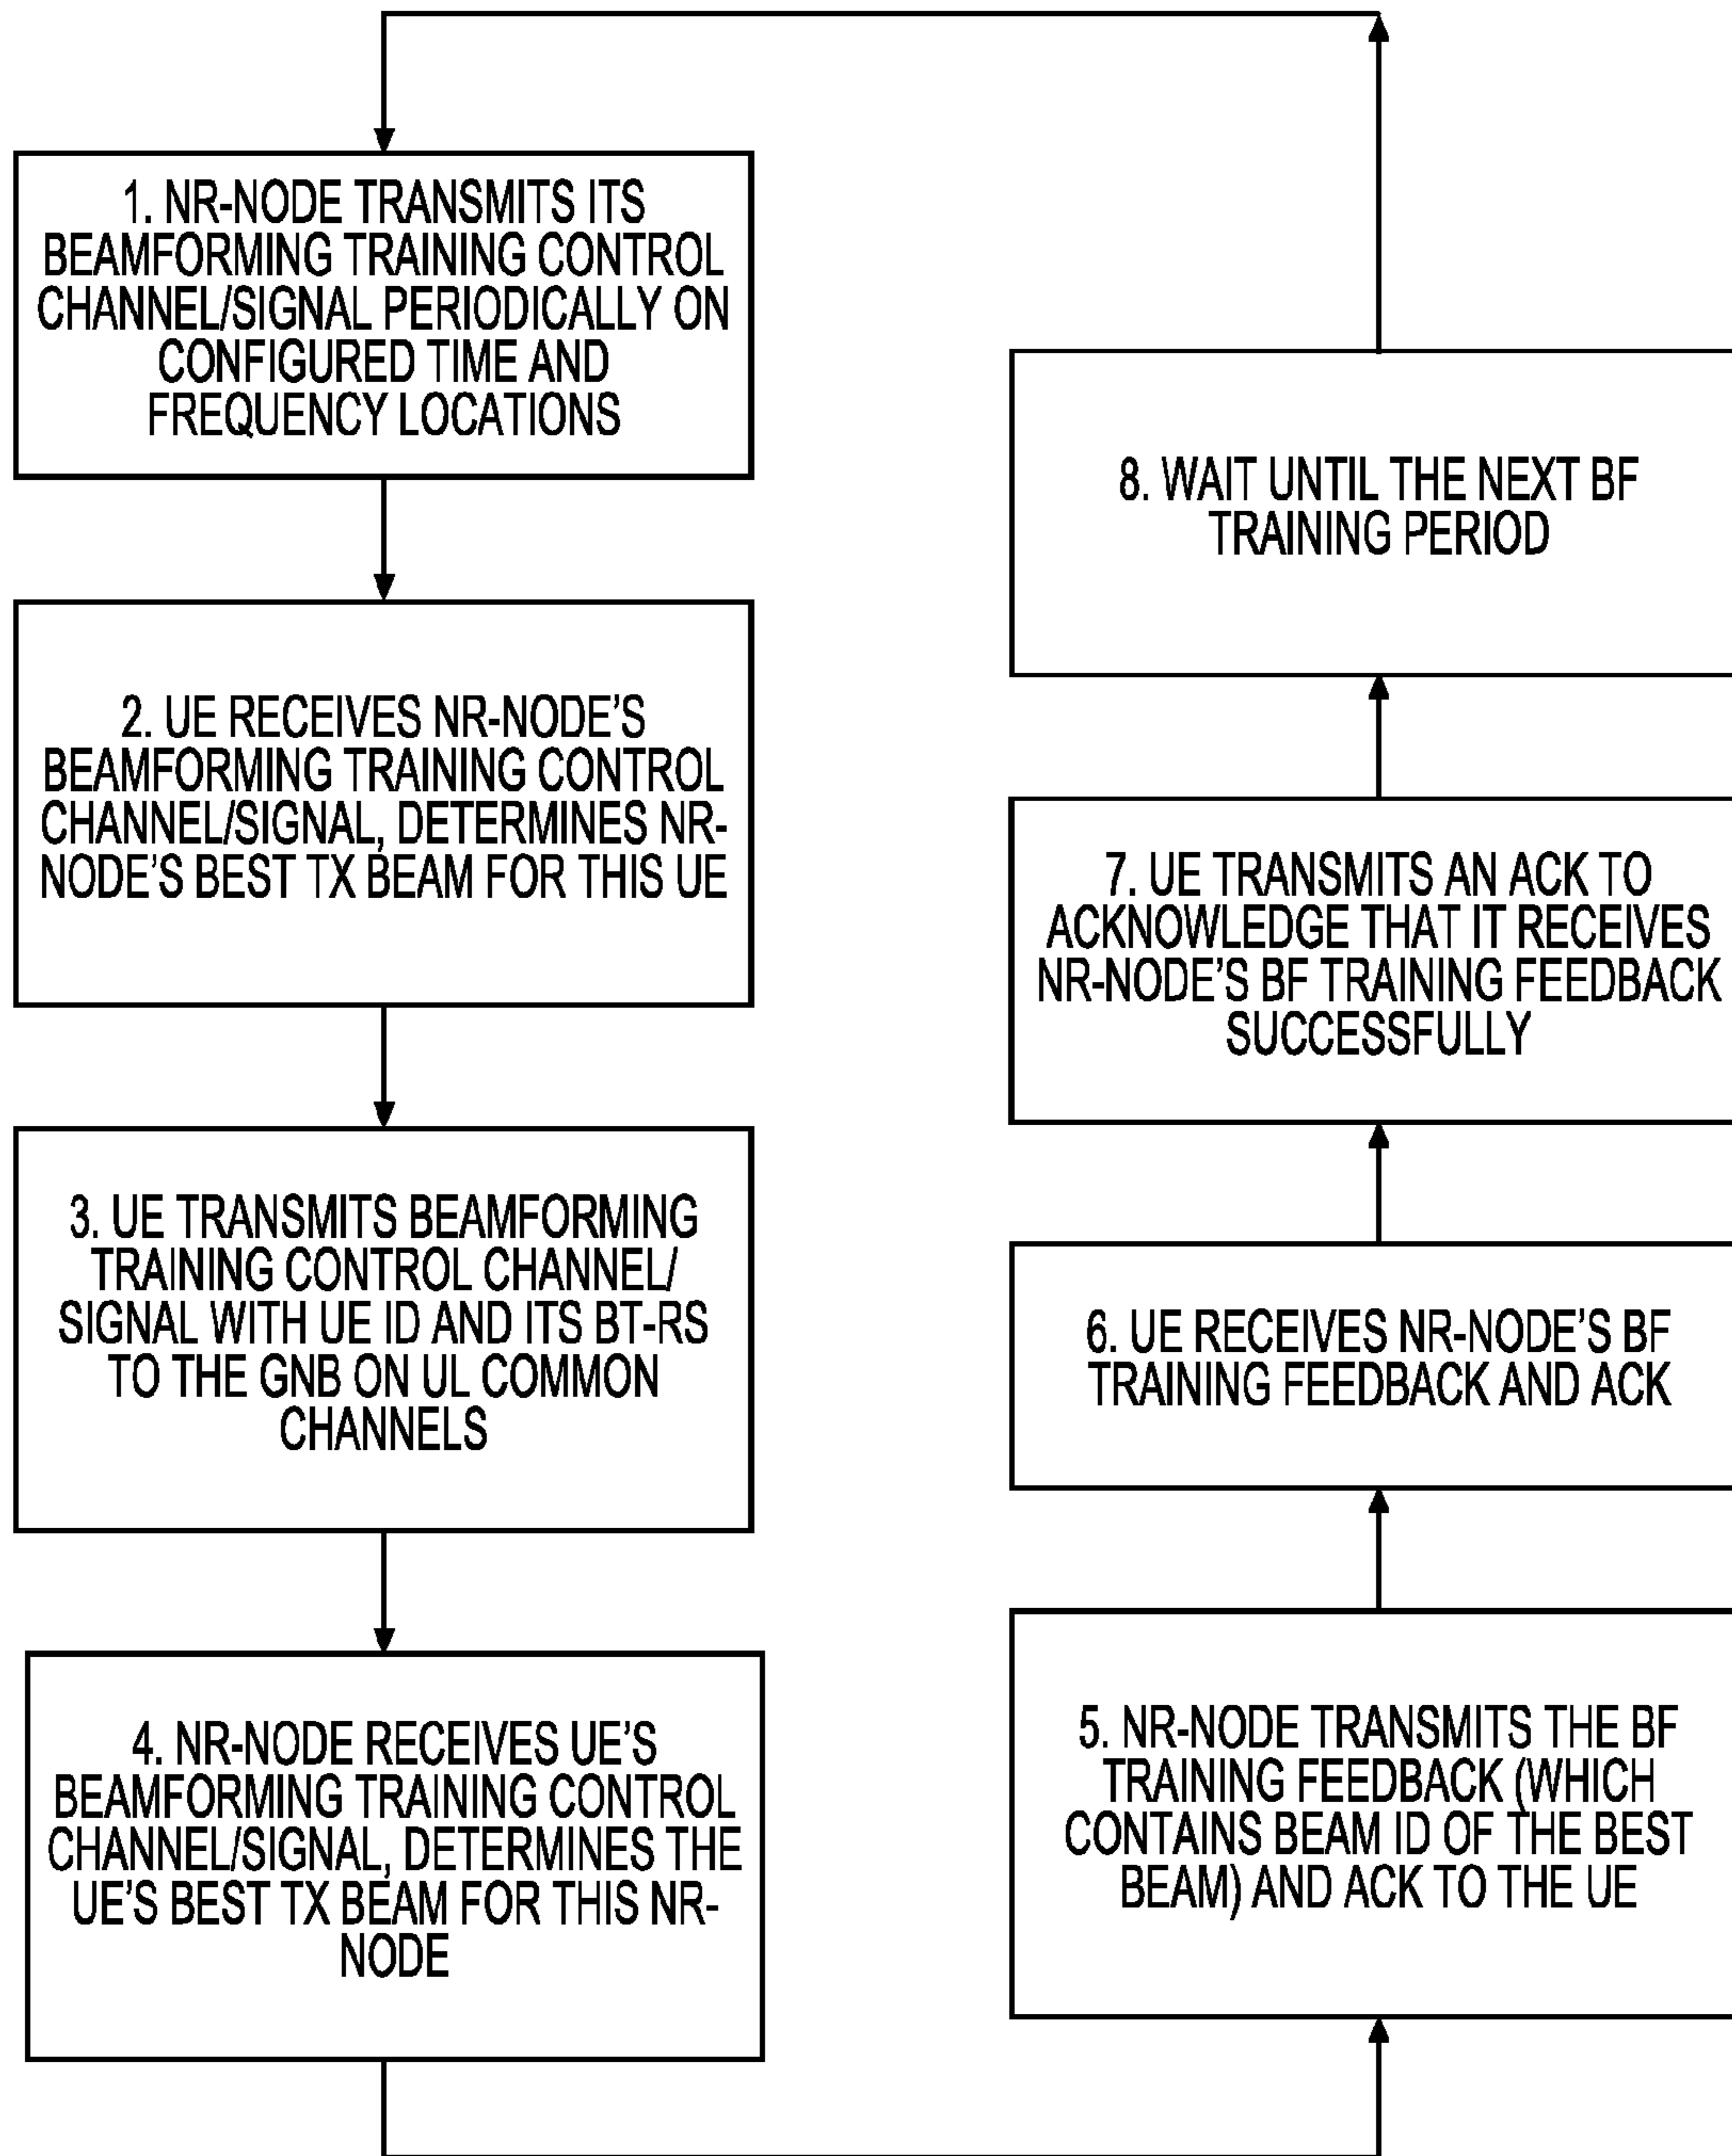 1. NR-NODE TRANSMITS ITS
BEAMFORMING TRAINING CONTROL
CHANNEL/SIGNAL PERIODICALLY ON
CONFIGURED TIME AND
FREQUENCY LOCATIONS
2. UE RECEIVES NR-NODE'S
BEAMFORMING TRAINING CONTROL
CHANNEL/SIGNAL, DETERMINES NR-
NODE'S BEST TX BEAM FOR THIS UE
3. UE TRANSMITS BEAMFORMING
TRAINING CONTROL CHANNEL/
SIGNAL WITH UE ID AND ITS BT-RS
TO THE GNB ON UL COMMON
CHANNELS
4. NR-NODE RECEIVES UE'S
BEAMFORMING TRAINING CONTROL
CHANNEL/SIGNAL, DETERMINES THE
UE'S BEST TX BEAM FOR THIS NR-
NODE
5. NR-NODE TRANSMITS THE BF
TRAINING FEEDBACK (WHICH
CONTAINS BEAM ID OF THE BEST
BEAM) AND ACK TO THE UE
6. UE RECEIVES NR-NODE'S BF
TRAINING FEEDBACK AND ACK
7. UE TRANSMITS AN ACK TO
ACKNOWLEDGE THAT IT RECEIVES
NR-NODE'S BF TRAINING FEEDBACK
SUCCESSFULLY
8. WAIT UNTIL THE NEXT BF
TRAINING PERIOD